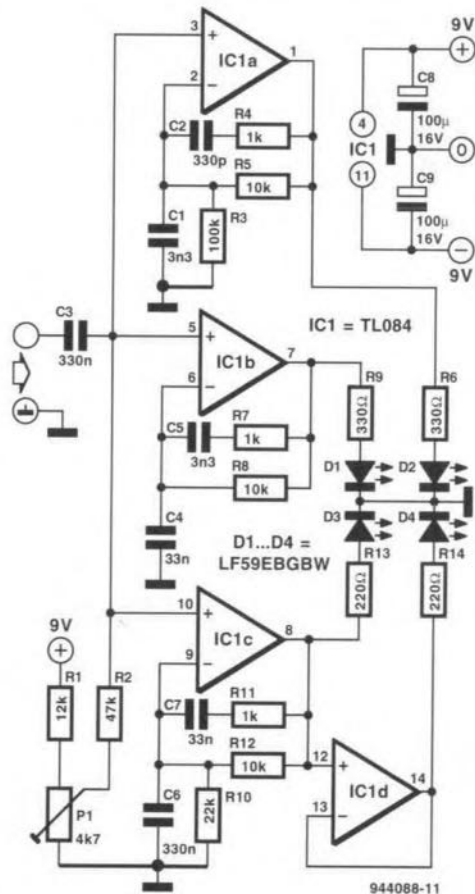 9V
3
+
IC1a
1
2
−
C8
+
100μ
16V
4
IC1
0
11
C9
100μ
16V
−
9V
C2
330p
R4
1k
R5
10k
C1
3n3
R3
100k
C3
330n
5
+
IC1b
7
6
−
IC1 = TL084
C5
3n3
R7
1k
R8
10k
C4
33n
R9
330Ω
R6
330Ω
D1
D2
D3
D4
D1...D4 =
LF59EBGBW
R13
220Ω
R14
220Ω
10
+
IC1c
8
9
−
9V
+
R1
12k
R2
47k
P1
4k7
C7
33n
R11
1k
R12
10k
C6
330n
R10
22k
12
+
IC1d
14
13
−
944088-11